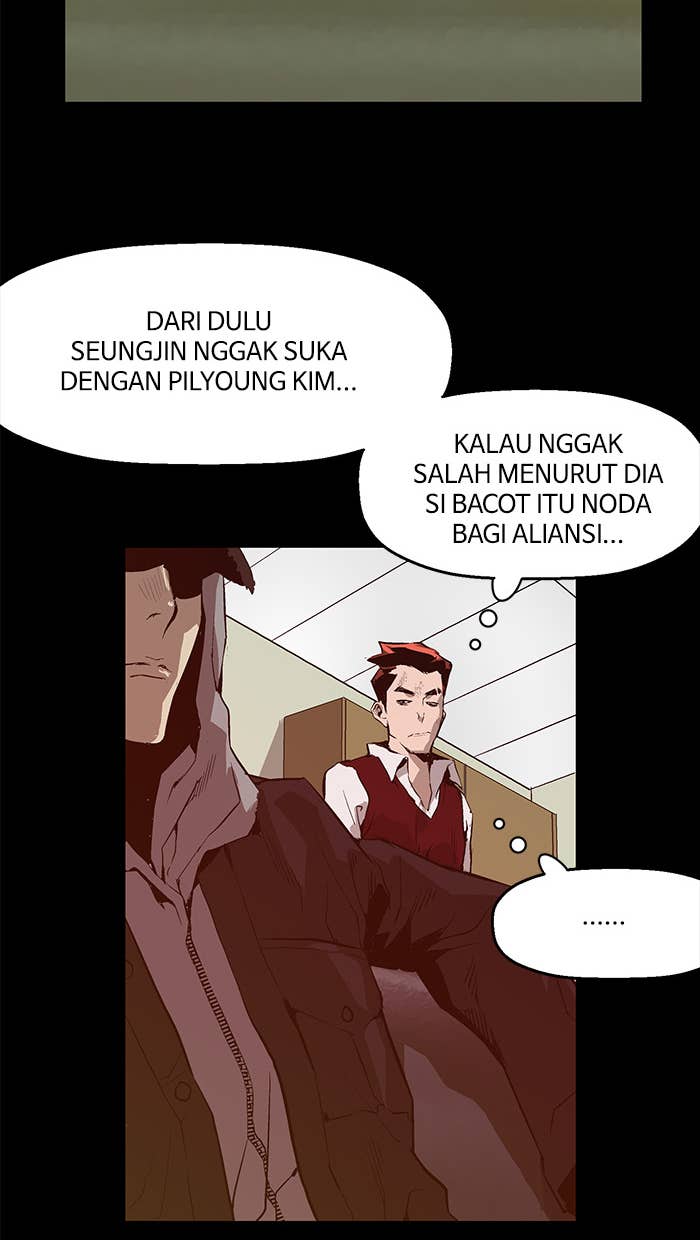 DARI DULU
SEUNGJIN NGGAK SUKA
DENGAN PILYOUNG KIM...
KALAU NGGAK
SALAH MENURUT DIA
SI BACOT ITU NODA
BAGI ALIANSI...
......